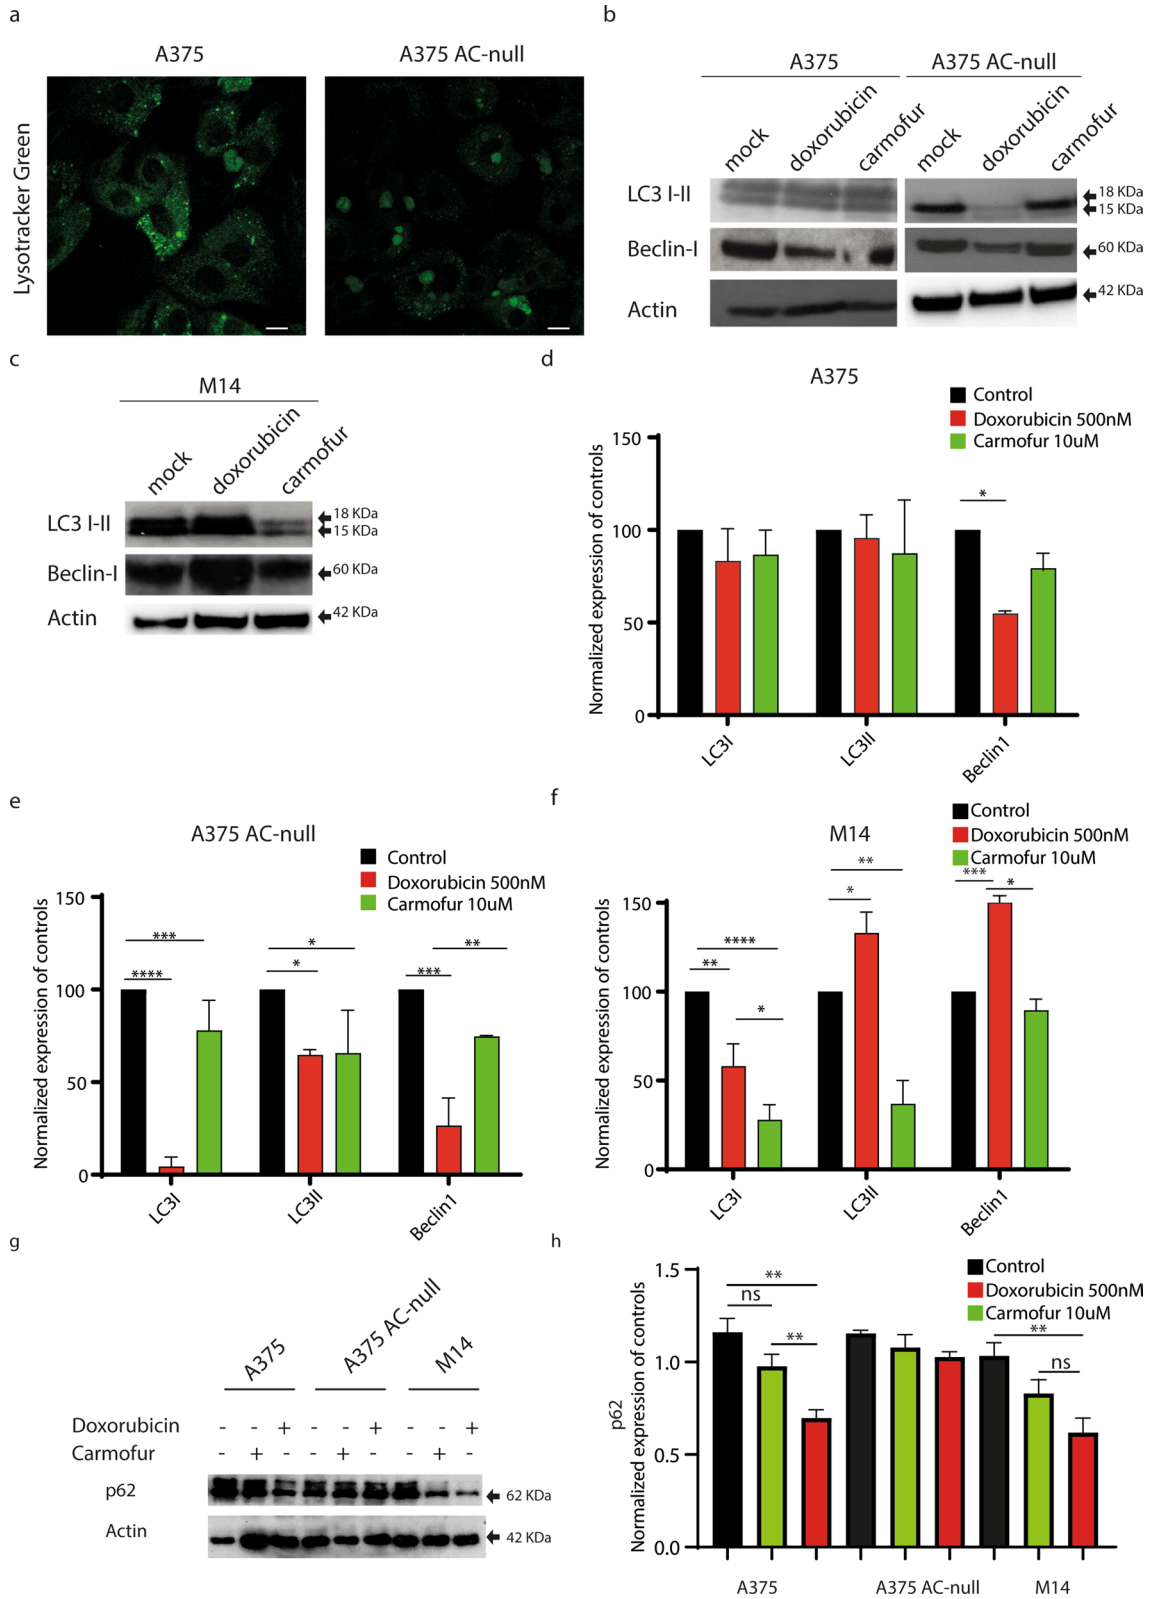 a
A375
A375 AC-null
Lysotracker Green
b
A375
A375 AC-null
mock
doxorubicin
carmofur
mock
doxorubicin
carmofur
LC3 I-II
18 KDa
15 KDa
Beclin-I
60 KDa
Actin
42 KDa
c
M14
mock
doxorubicin
carmofur
LC3 I-II
18 KDa
15 KDa
Beclin-I
60 KDa
Actin
42 KDa
d
A375
Control
Doxorubicin 500nM
Carmofur 10uM
Normalized expression of controls
150
100
50
0
*
LC3I
LC3II
Beclin1
e
A375 AC-null
Control
Doxorubicin 500nM
Carmofur 10uM
Normalized expression of controls
150
100
50
0
***
****
*
*
**
***
LC3I
LC3II
Beclin1
f
M14
Control
Doxorubicin 500nM
Carmofur 10uM
Normalized expression of controls
150
100
50
0
****
**
*
**
*
***
*
LC3I
LC3II
Beclin1
g
A375
A375 AC-null
M14
Doxorubicin - - + - - + - - +
Carmofur - + - - + - - + -
p62
62 KDa
Actin
42 KDa
h
Control
Doxorubicin 500nM
Carmofur 10uM
p62
Normalized expression of controls
1.5
1.0
0.5
0.0
**
ns
**
**
ns
A375
A375 AC-null
M14